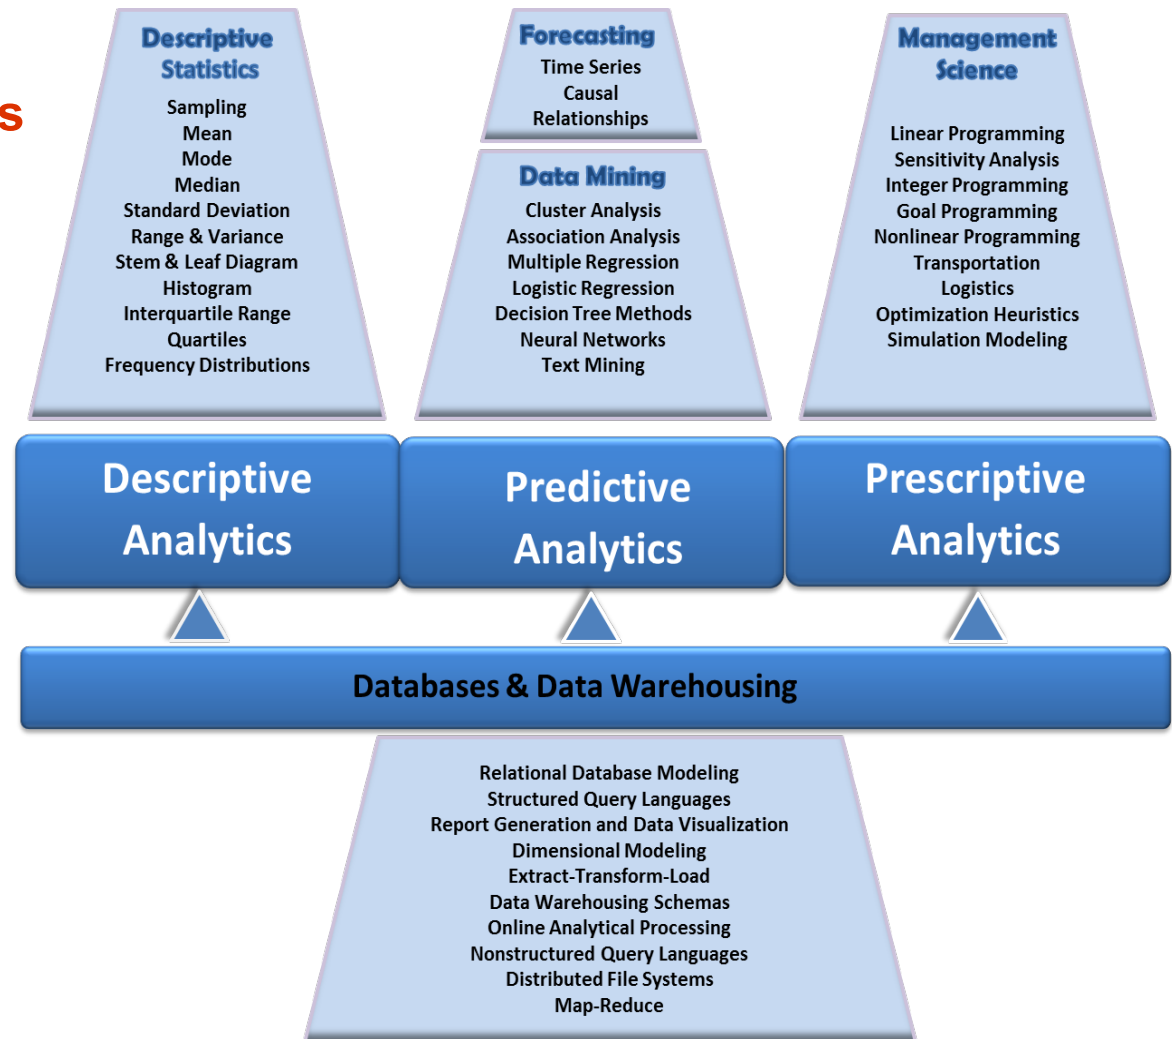 s
Descriptive
Statistics
Sampling
Mean
Mode
Median
Standard Deviation
Range & Variance
Stem & Leaf Diagram
Histogram
Interquartile Range
Quartiles
Frequency Distributions
Forecasting
Time Series
Causal
Relationships
Data Mining
Cluster Analysis
Association Analysis
Multiple Regression
Logistic Regression
Decision Tree Methods
Neural Networks
Text Mining
Management
Science
Linear Programming
Sensitivity Analysis
Integer Programming
Goal Programming
Nonlinear Programming
Transportation
Logistics
Optimization Heuristics
Simulation Modeling
Descriptive
Analytics
Predictive
Analytics
Prescriptive
Analytics
Databases & Data Warehousing
Relational Database Modeling
Structured Query Languages
Report Generation and Data Visualization
Dimensional Modeling
Extract-Transform-Load
Data Warehousing Schemas
Online Analytical Processing
Nonstructured Query Languages
Distributed File Systems
Map-Reduce